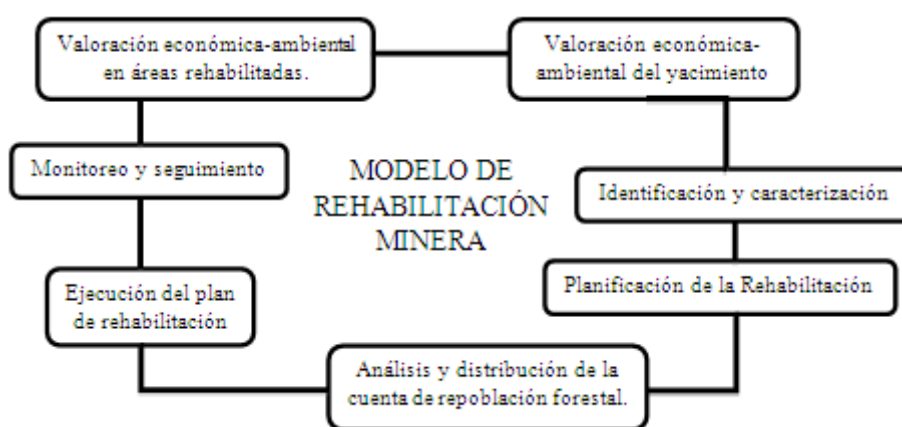 Valoración económica-ambiental
en áreas rehabilitadas.
Valoración económica-
ambiental del yacimiento
Monitoreo y seguimiento
MODELO DE
REHABILITACIÓN
MINERA
Identificación y caracterización
Planificación de la Rehabilitación
Ejecución del plan
de rehabilitación
Análisis y distribución de la
cuenta de repoblación forestal.